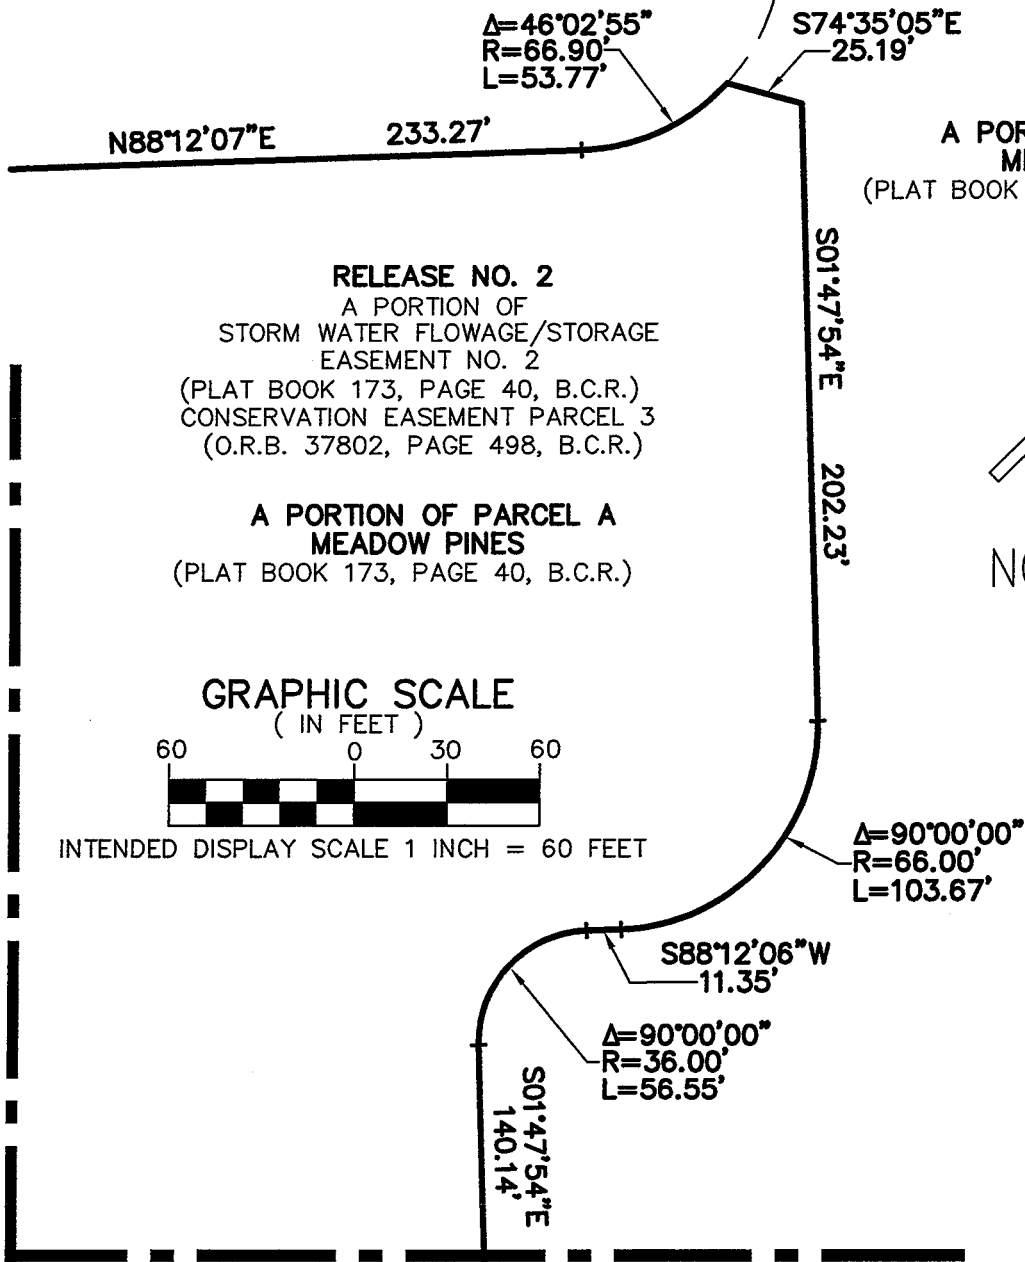 Δ=46°02'55"
R=66.90'
L=53.77'
S74°35'05"E
25.19'
N88°12'07"E 233.27'
A POR
(PLAT BOOK
S01°47'54"E 202.23'
RELEASE NO. 2
A PORTION OF
STORM WATER FLOWAGE/STORAGE
EASEMENT NO. 2
(PLAT BOOK 173, PAGE 40, B.C.R.)
CONSERVATION EASEMENT PARCEL 3
(O.R.B. 37802, PAGE 498, B.C.R.)
A PORTION OF PARCEL A
MEADOW PINES
(PLAT BOOK 173, PAGE 40, B.C.R.)
GRAPHIC SCALE
( IN FEET )
60 0 30 60
INTENDED DISPLAY SCALE 1 INCH = 60 FEET
Δ=90°00'00"
R=66.00'
L=103.67'
S88°12'06"W
11.35'
Δ=90°00'00"
R=36.00'
L=56.55'
S01°47'54"E
140.14'